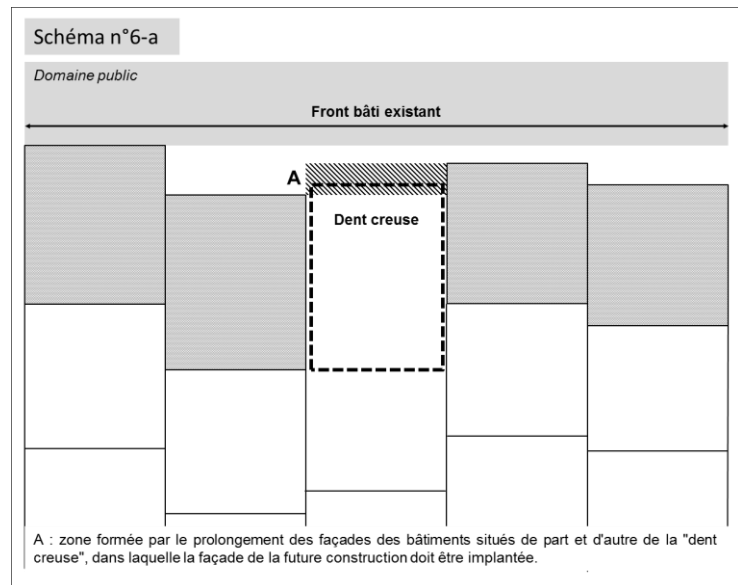 Schéma n°6-a
Domaine public
Front bâti existant
A
Dent creuse
A : zone formée par le prolongement des façades des bâtiments situés de part et d'autre de la "dent
creuse", dans laquelle la façade de la future construction doit être implantée.